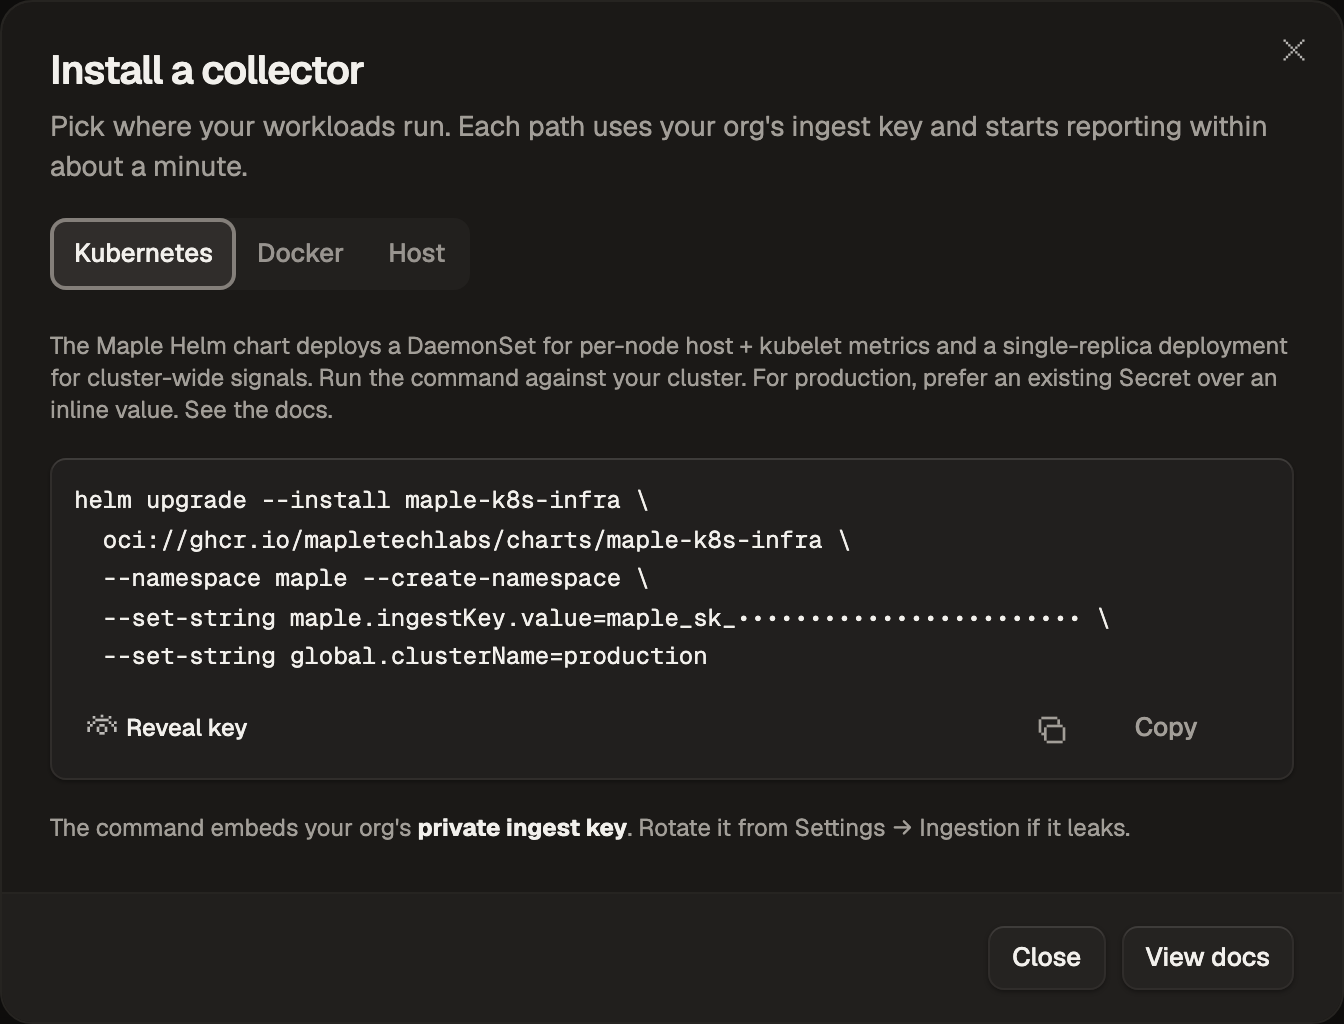 Install a collector
Pick where your workloads run. Each path uses your org's ingest key and starts reporting within
about a minute.
Kubernetes Docker Host
The Maple Helm chart deploys a DaemonSet for per-node host + kubelet metrics and a single-replica deployment
for cluster-wide signals. Run the command against your cluster. For production, prefer an existing Secret over an
inline value. See the docs.
helm upgrade --install maple-k8s-infra \
  oci://ghcr.io/mapletechlabs/charts/maple-k8s-infra \
  --namespace maple --create-namespace \
  --set-string maple.ingestKey.value=maple_sk_•••••••••••••••••••••••• \
  --set-string global.clusterName=production
Reveal key Copy
The command embeds your org's private ingest key. Rotate it from Settings → Ingestion if it leaks.
Close View docs